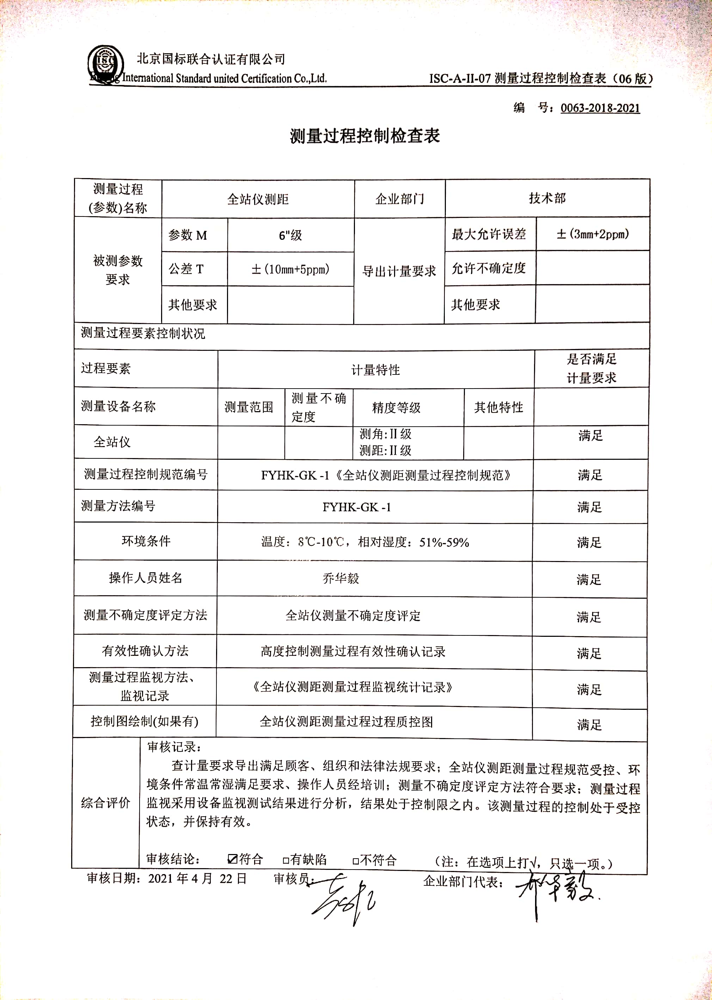 北京国标联合认证有限公司
Beijing International Standard united Certification Co.,Ltd.
ISC-A-II-07 测量过程控制检查表（06 版）
编 号：0063-2018-2021
测量过程控制检查表
测量过程
(参数)名称
全站仪测距
企业部门
技术部
被测参数
要求
参数 M
6"级
导出计量要求
最大允许误差
±(3mm+2ppm)
公差 T
±(10mm+5ppm)
允许不确定度
其他要求
其他要求
测量过程要素控制状况
过程要素
计量特性
是否满足
计量要求
测量设备名称
测量范围
测量不确
定度
精度等级
其他特性
全站仪
测角:Ⅱ级
测距:Ⅱ级
满足
测量过程控制规范编号
FYHK-GK -1《全站仪测距测量过程控制规范》
满足
测量方法编号
FYHK-GK -1
满足
环境条件
温度：8℃-10℃，相对湿度：51%-59%
满足
操作人员姓名
乔华毅
满足
测量不确定度评定方法
全站仪测量不确定度评定
满足
有效性确认方法
高度控制测量过程有效性确认记录
满足
测量过程监视方法、
监视记录
《全站仪测距测量过程监视统计记录》
满足
控制图绘制(如果有)
全站仪测距测量过程过程质控图
满足
综合评价
审核记录：
查计量要求导出满足顾客、组织和法律法规要求；全站仪测距测量过程规范受控、环
境条件常温常湿满足要求、操作人员经培训；测量不确定度评定方法符合要求；测量过程
监视采用设备监视测试结果进行分析，结果处于控制限之内。该测量过程的控制处于受控
状态，并保持有效。
审核结论： ☑符合 □有缺陷 □不符合 （注：在选项上打√，只选一项。）
审核日期：2021 年 4 月 22 日 审核员： 企业部门代表：乔华毅